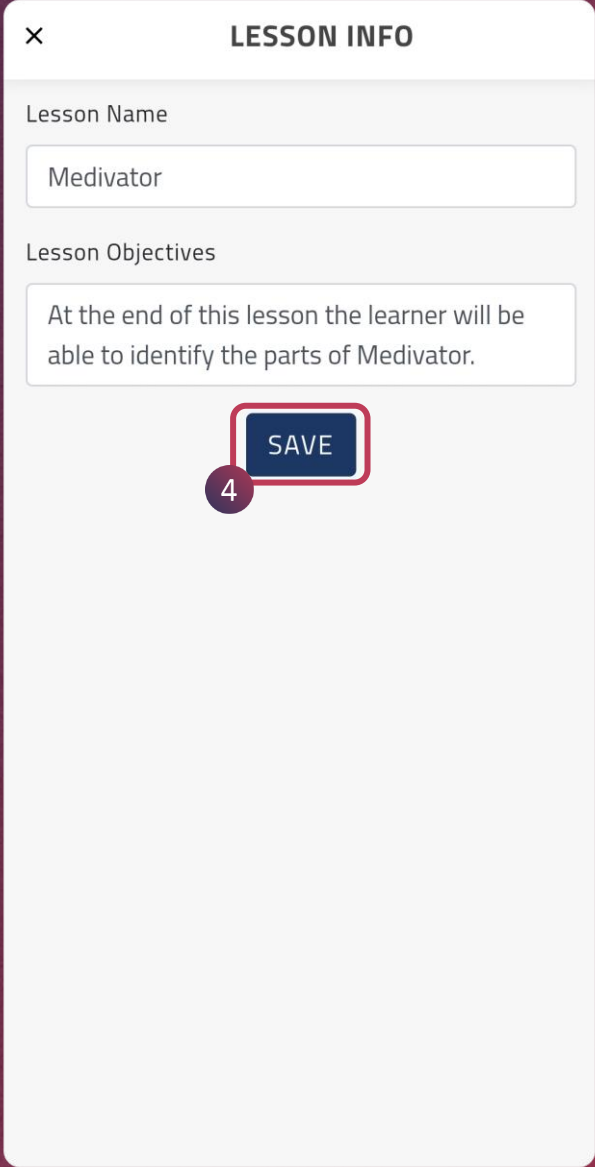 LESSON INFO
Lesson Name
Medivator
Lesson Objectives
At the end of this lesson the learner will be
able to identify the parts of Medivator.
SAVE
4